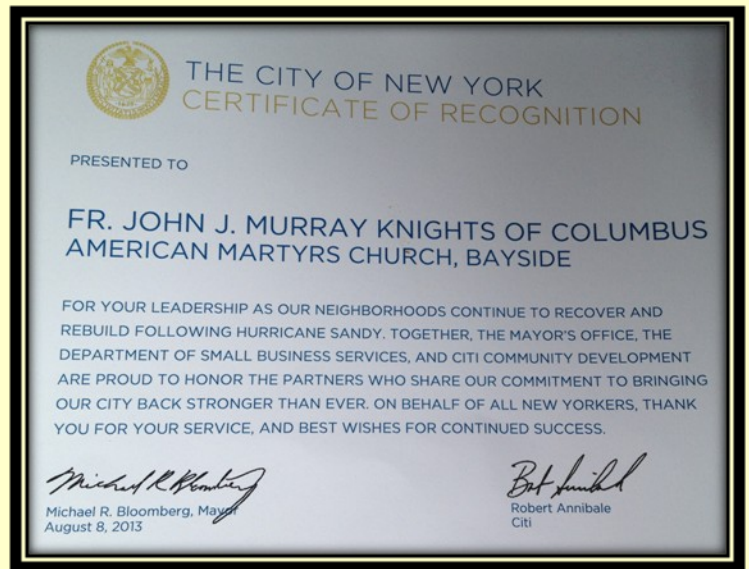 THE CITY OF NEW YORK
CERTIFICATE OF RECOGNITION
PRESENTED TO
FR. JOHN J. MURRAY KNIGHTS OF COLUMBUS
AMERICAN MARTYRS CHURCH, BAYSIDE
FOR YOUR LEADERSHIP AS OUR NEIGHBORHOODS CONTINUE TO RECOVER AND
REBUILD FOLLOWING HURRICANE SANDY. TOGETHER, THE MAYOR'S OFFICE, THE
DEPARTMENT OF SMALL BUSINESS SERVICES, AND CITI COMMUNITY DEVELOPMENT
ARE PROUD TO HONOR THE PARTNERS WHO SHARE OUR COMMITMENT TO BRINGING
OUR CITY BACK STRONGER THAN EVER. ON BEHALF OF ALL NEW YORKERS, THANK
YOU FOR YOUR SERVICE, AND BEST WISHES FOR CONTINUED SUCCESS.
Michael R. Bloomberg, Mayor
August 8, 2013
Robert Annibale
Citi